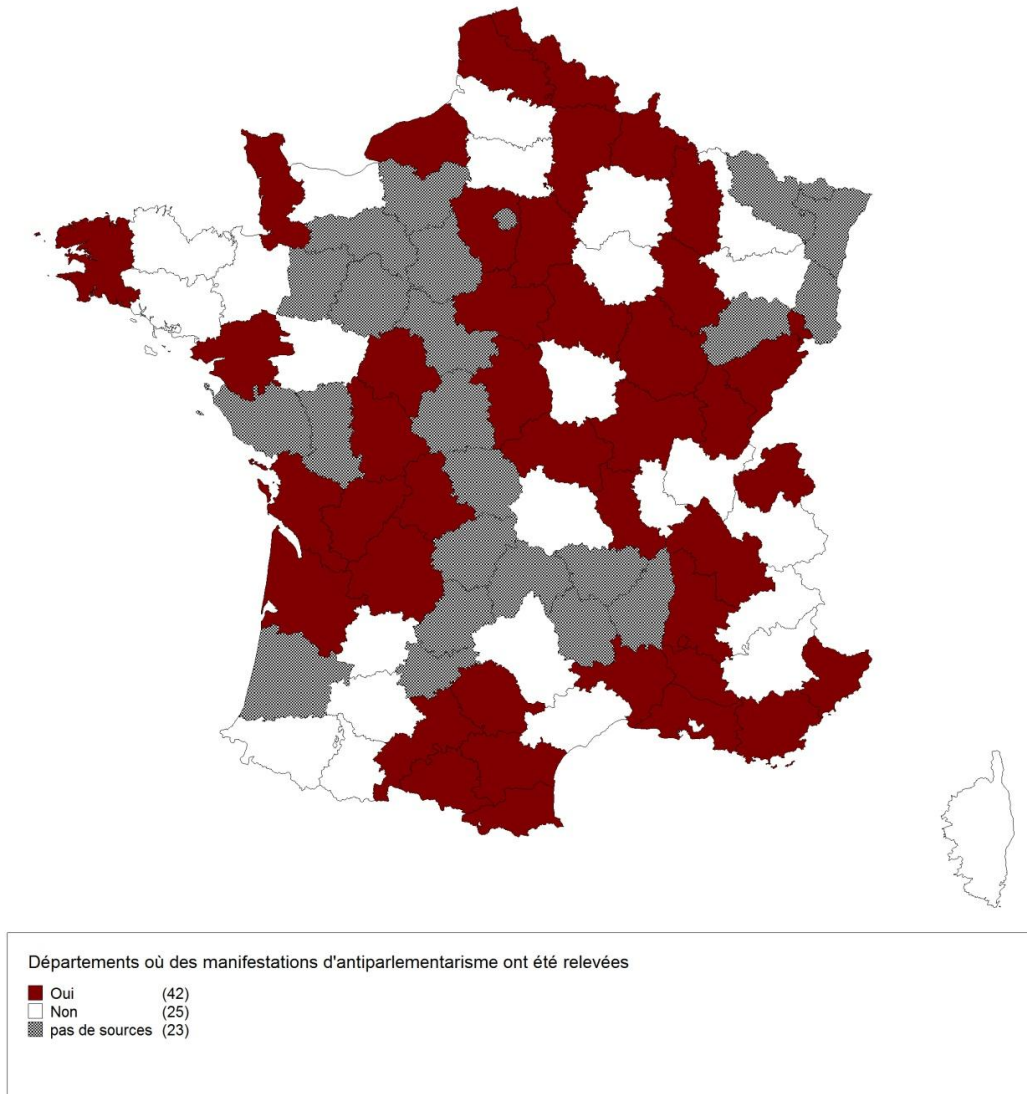 Départements où des manifestations d'antiparlementarisme ont été relevées
Oui (42)
Non (25)
pas de sources (23)